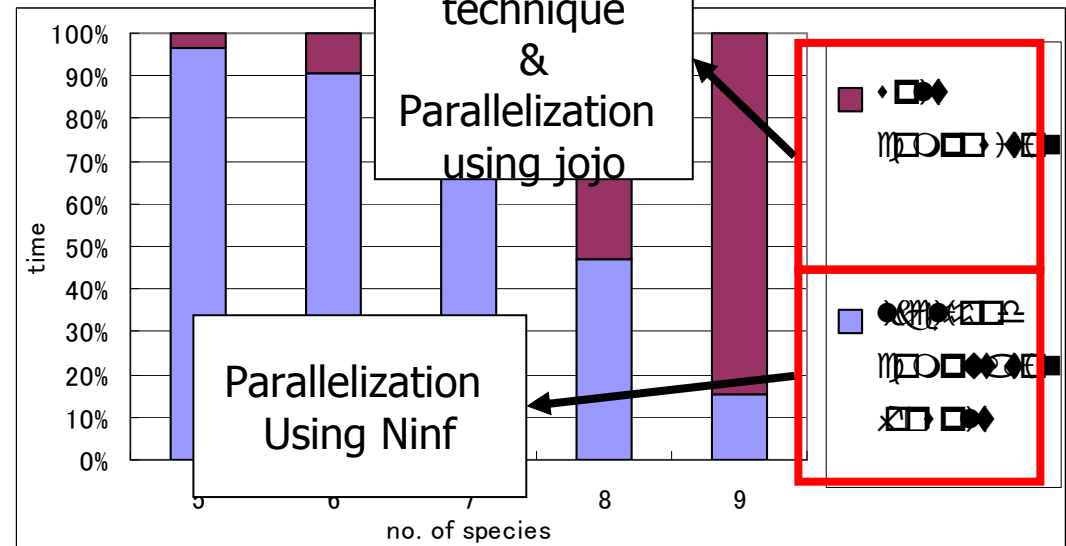 technique
&
Parallelization
using jojo
100%
90%
80%
70%
60%
50%
40%
30%
20%
10%
0%
time
Parallelization
Using Ninf
5
6
7
8
9
no. of species